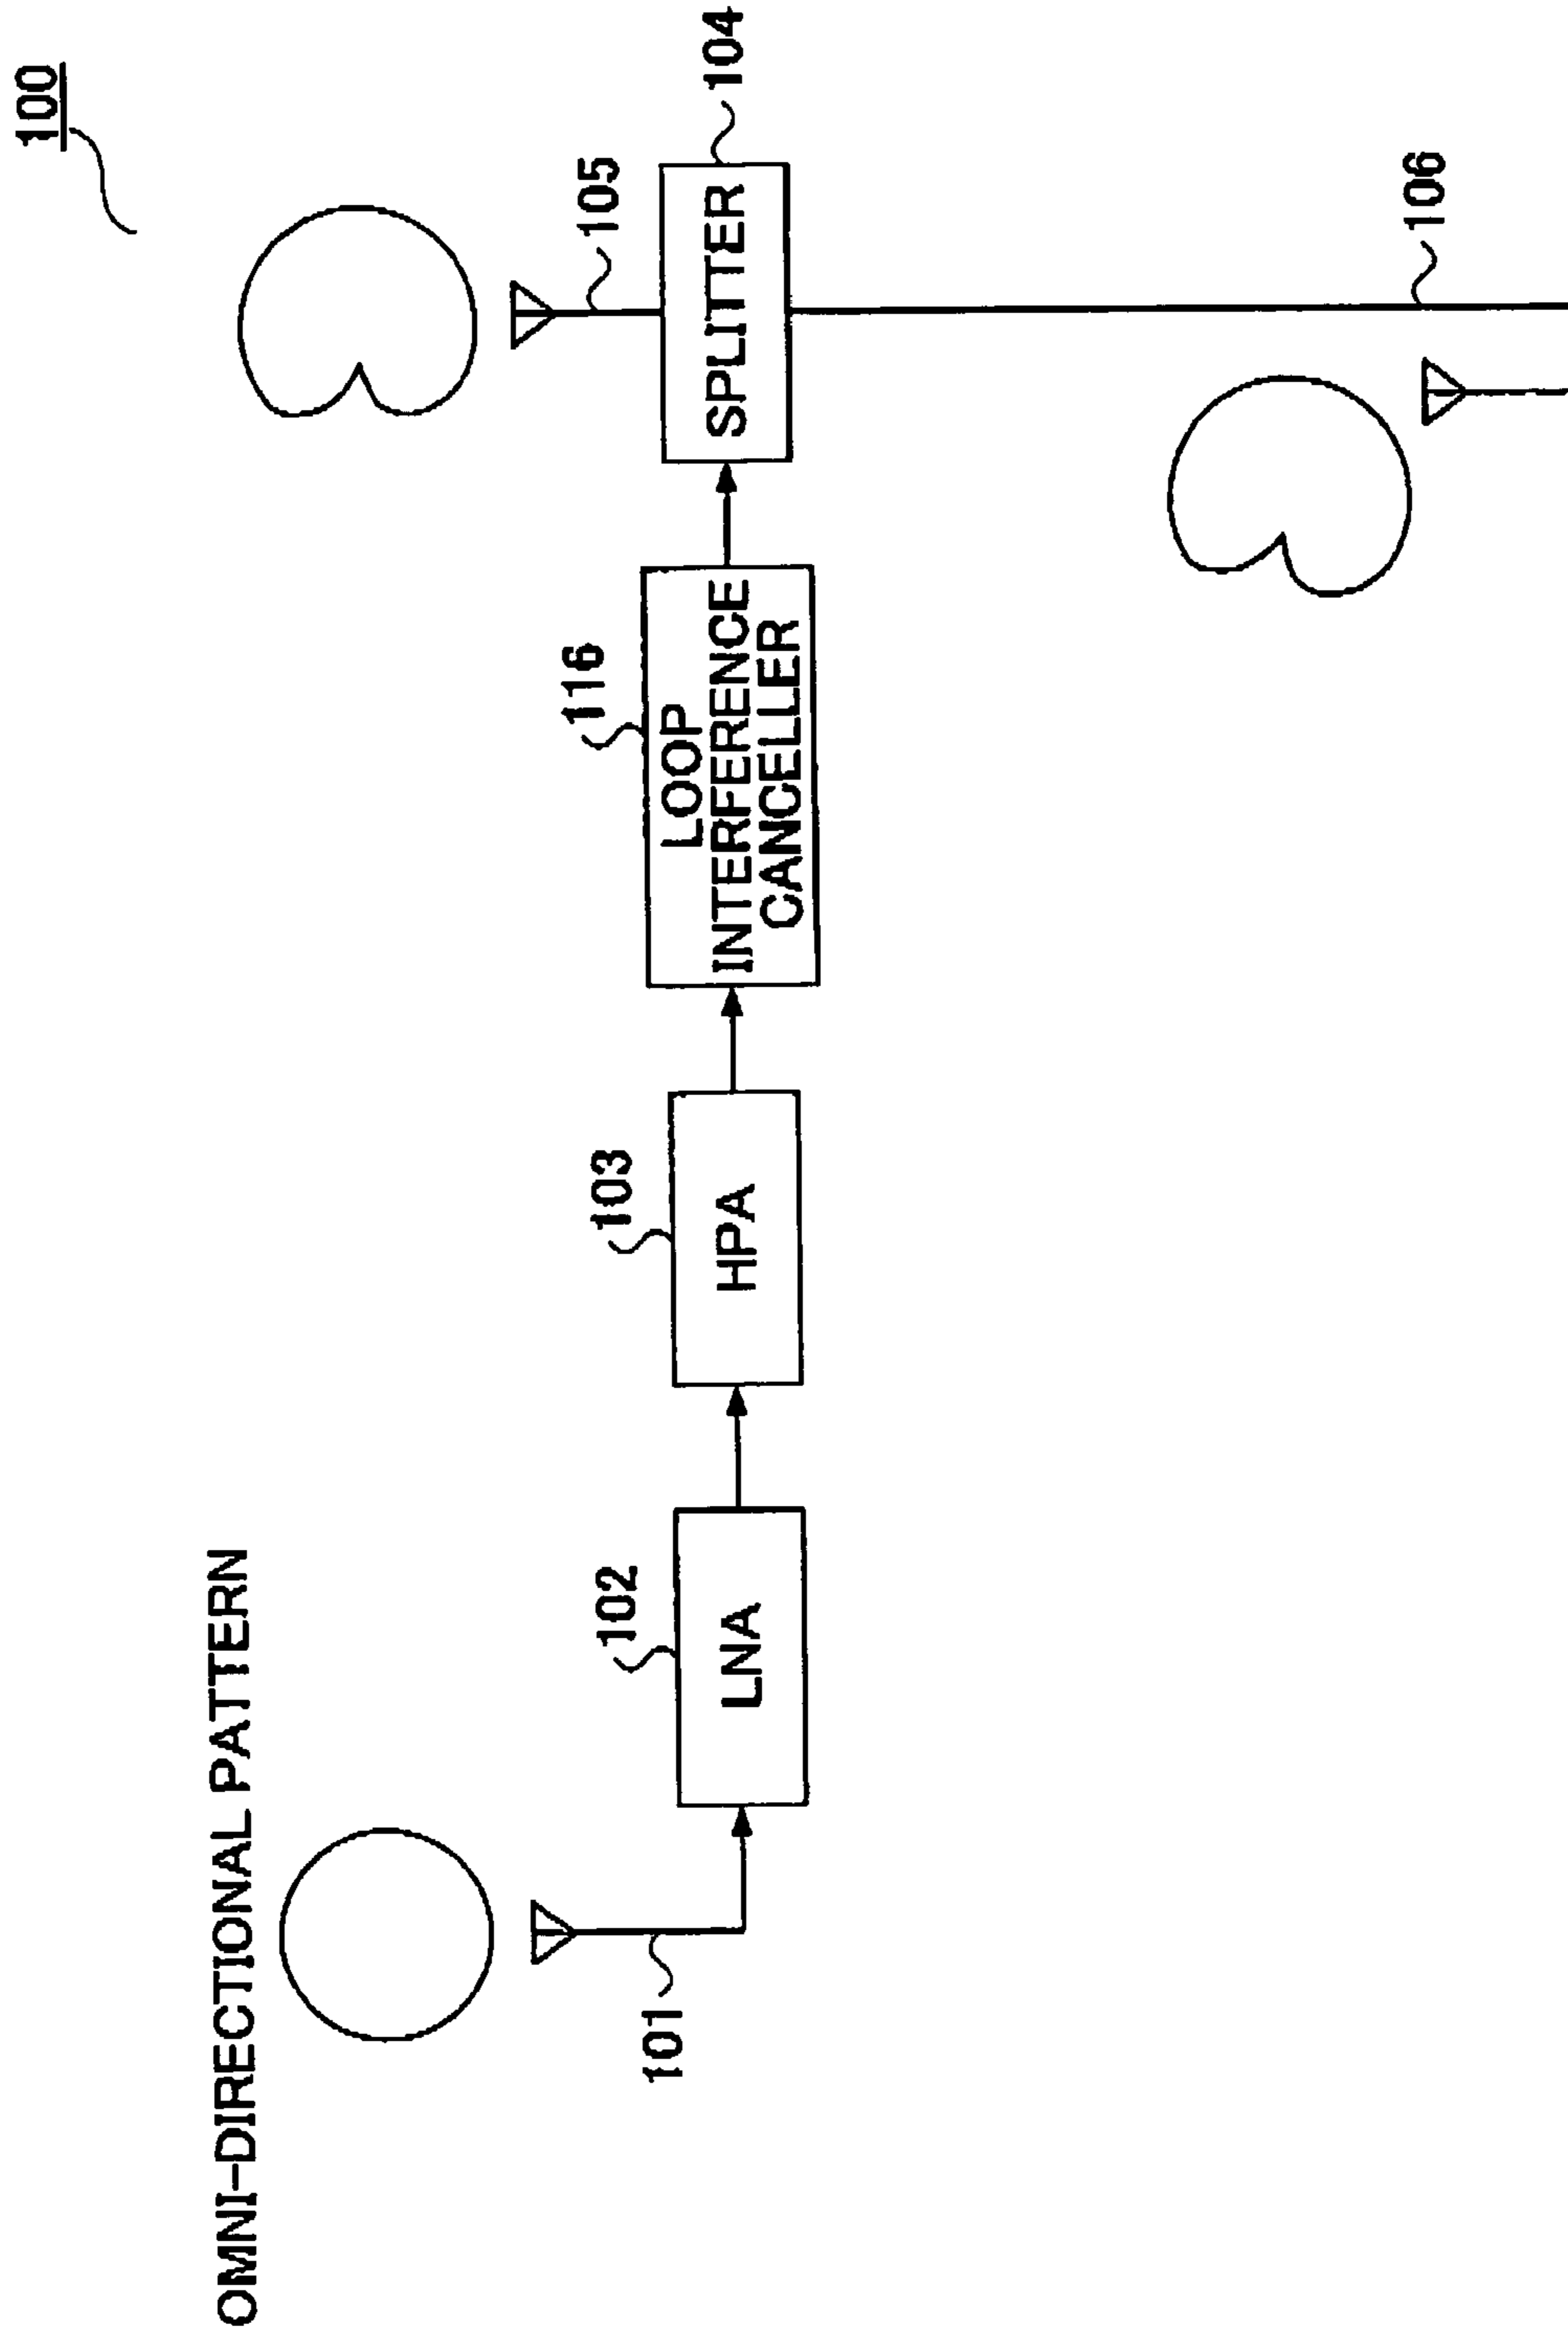 100
OMNI-DIRECTIONAL PATTERN
101
102
LNA
103
HPA
116
LOOP
INTERFERENCE
CANCELLER
105
SPLITTER
104
106